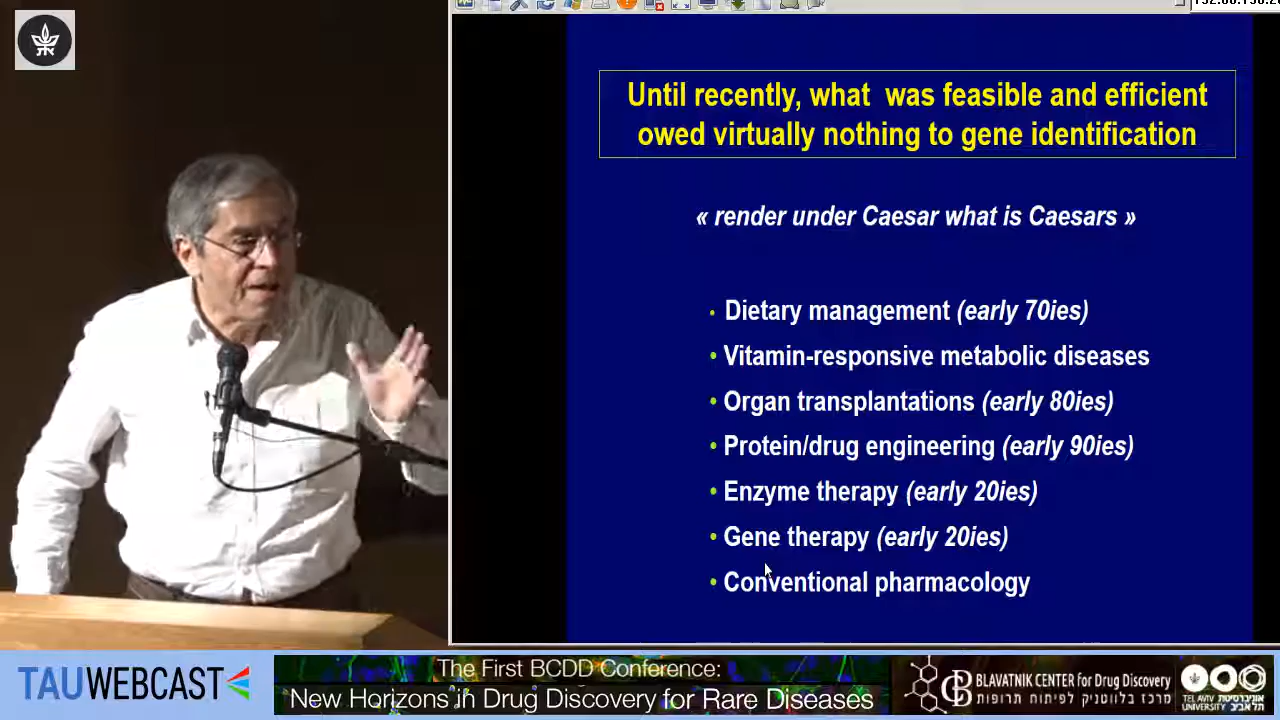 Until recently, what was feasible and efficient
owed virtually nothing to gene identification
« render under Caesar what is Caesars »
• Dietary management (early 70ies)
• Vitamin-responsive metabolic diseases
• Organ transplantations (early 80ies)
• Protein/drug engineering (early 90ies)
• Enzyme therapy (early 20ies)
• Gene therapy (early 20ies)
• Conventional pharmacology
TAUWEBCAST
The First BCDD Conference:
New Horizons in Drug Discovery for Rare Diseases
BLAVATNIK CENTER for Drug Discovery
מרכז בלווטניק לפיתוח תרופות
TEL AVIV UNIVERSITY
אוניברסיטת תל אביב